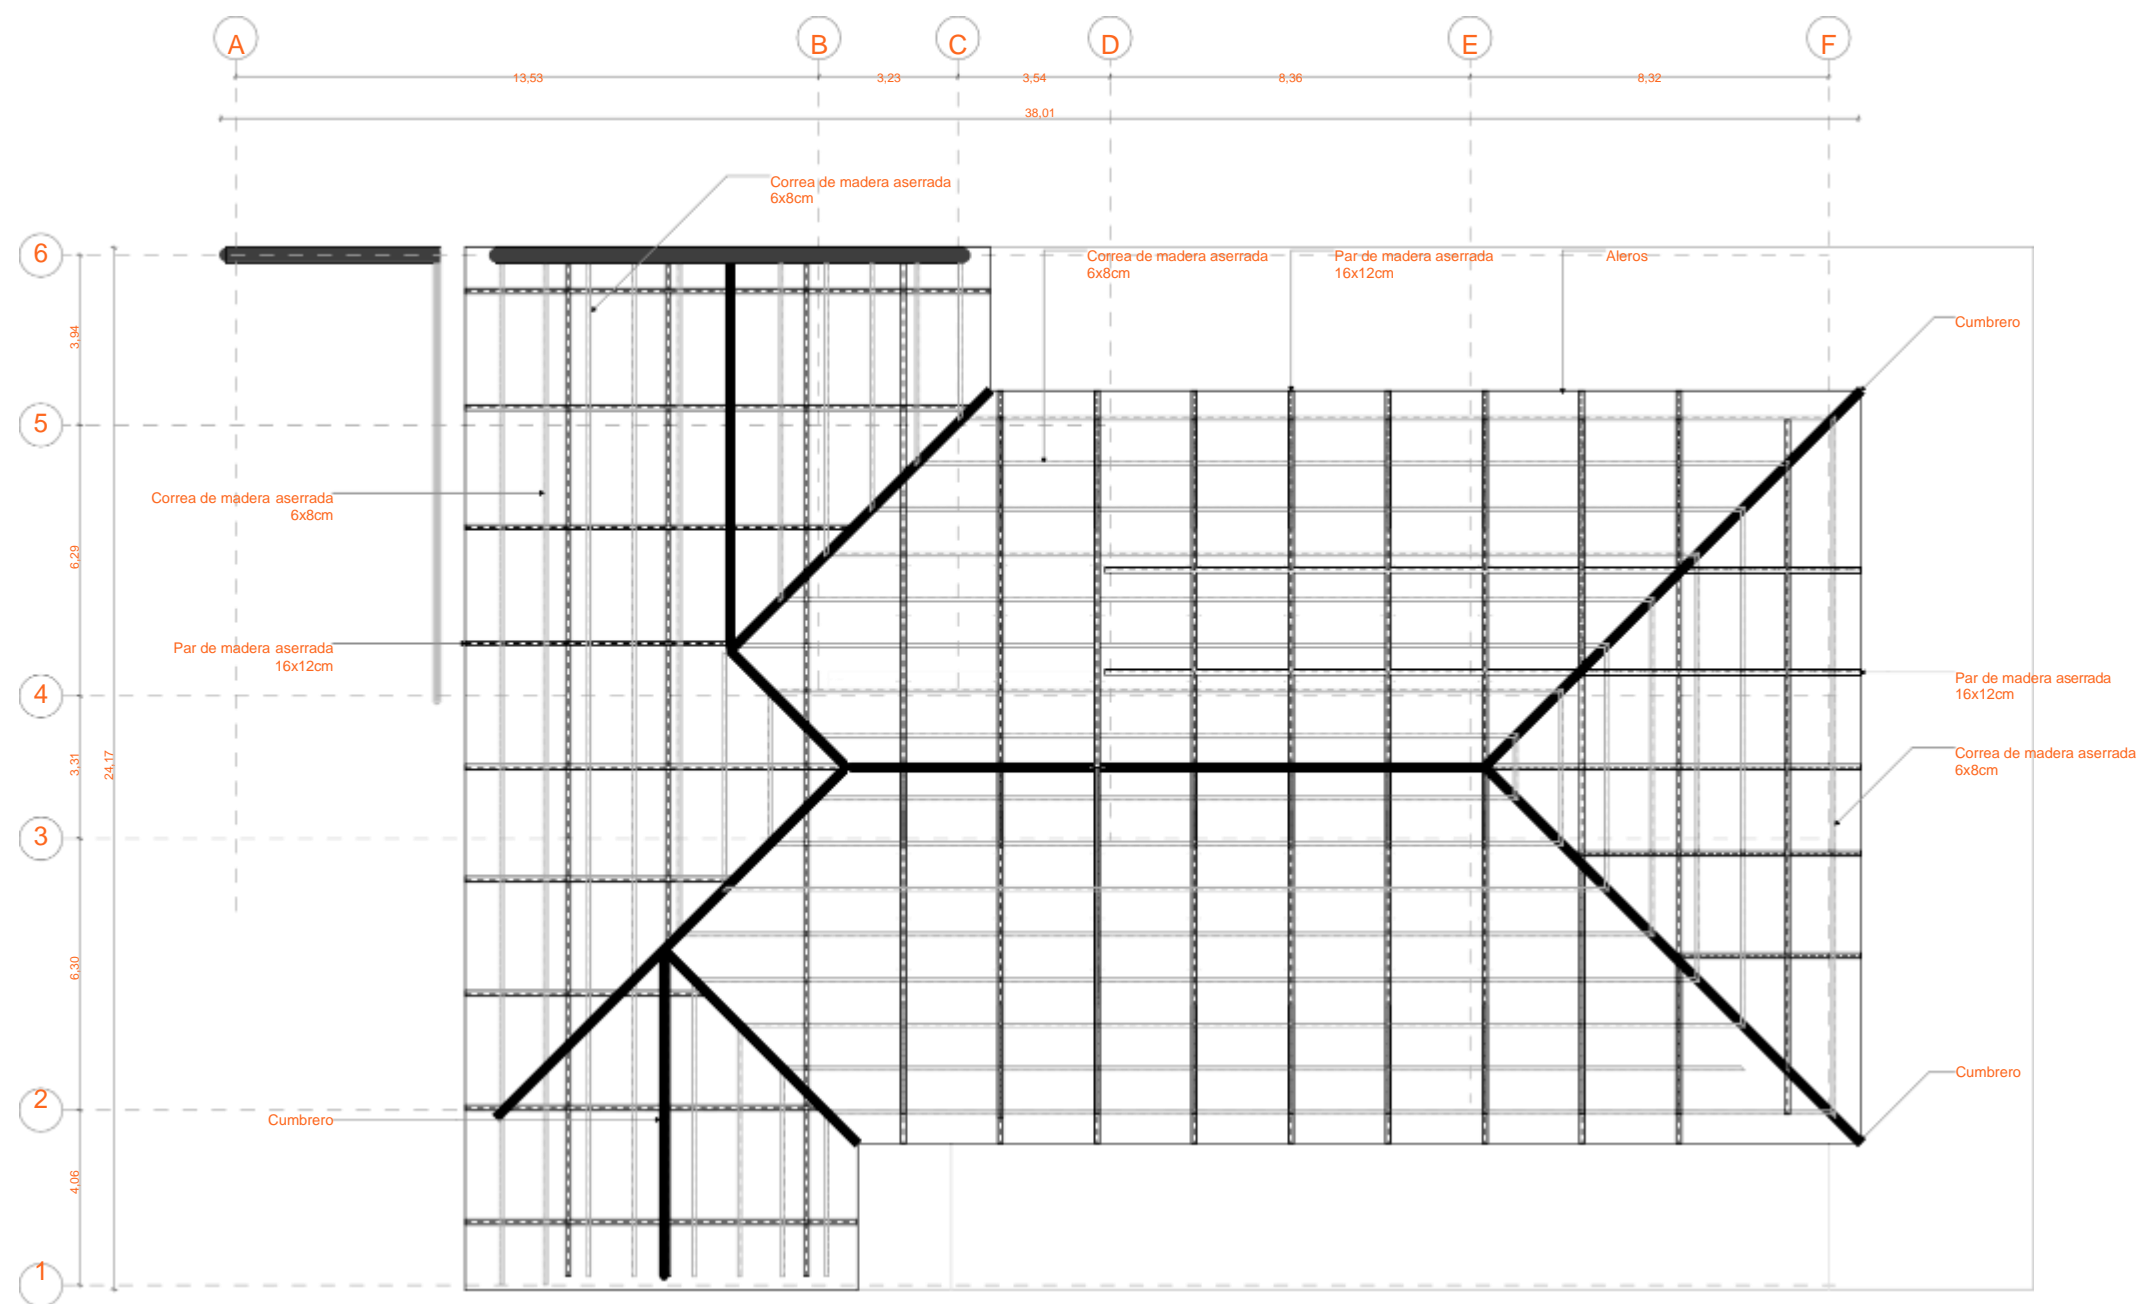 A
B
C
D
E
F
13,53
3,23
3,54
8,36
8,32
38,01
Correa de madera aserrada
6x8cm
6
Correa de madera aserrada
6x8cm
Par de madera aserrada
16x12cm
Aleros
Cumbrero
3,94
5
Correa de madera aserrada
6x8cm
6,29
Par de madera aserrada
16x12cm
4
Par de madera aserrada
16x12cm
3,31
24,17
Correa de madera aserrada
6x8cm
3
6,30
2
Cumbrero
Cumbrero
4,06
1